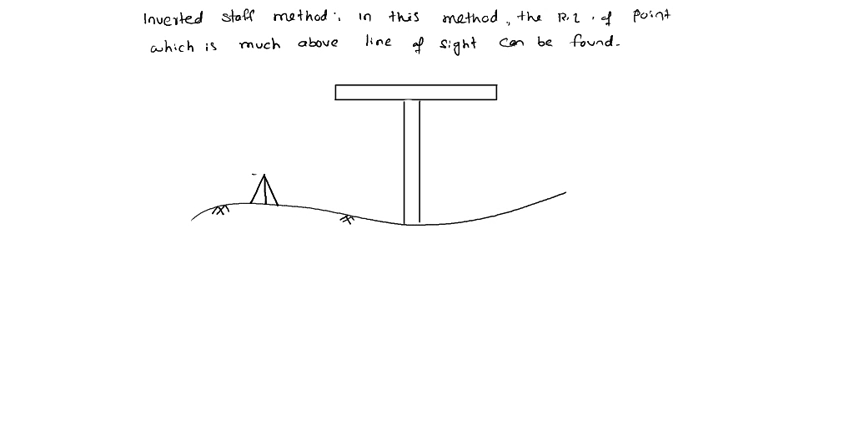 Inverted staff method:, in this method, the R.L. of point
which is much above line of sight can be found.